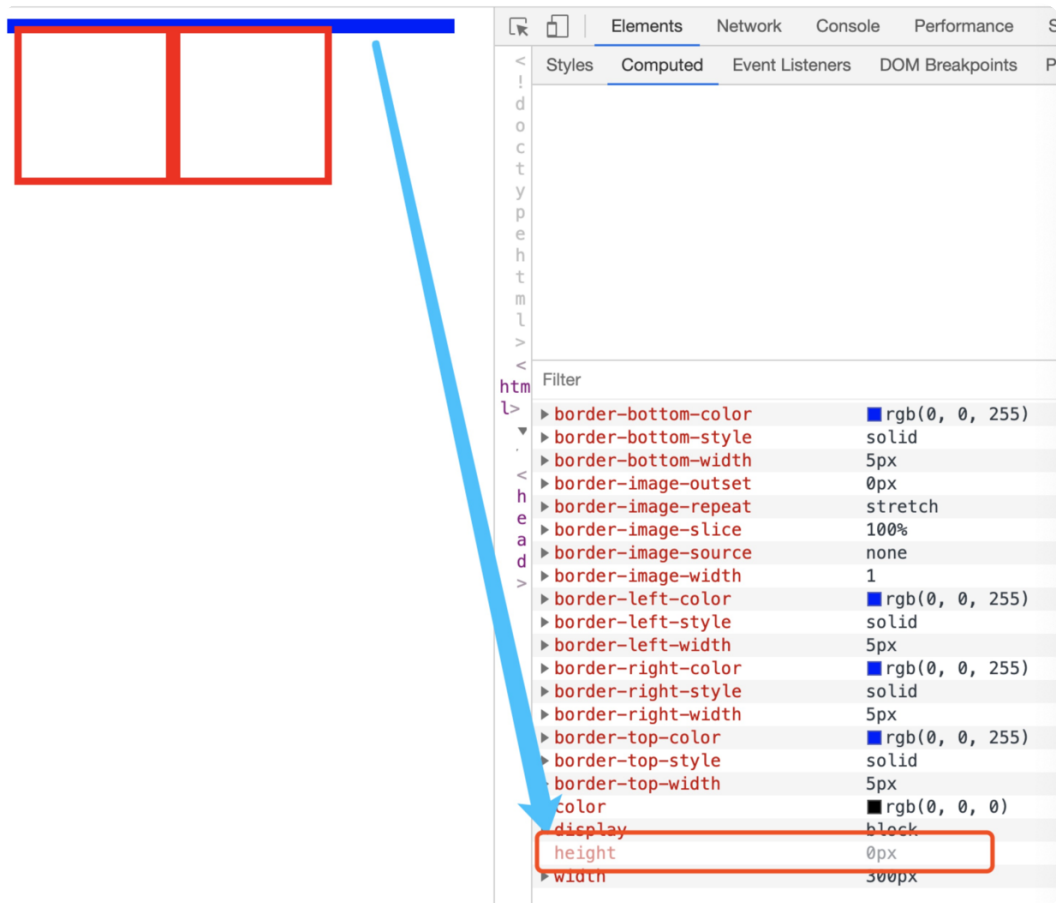 Elements Network Console Performance S
Styles Computed Event Listeners DOM Breakpoints P
<
!
d
o
c
t
y
p
e
h
t
m
l
>
<
htm
l>
▼
.
<
h
e
a
d
>
Filter
border-bottom-color rgb(0, 0, 255)
border-bottom-style solid
border-bottom-width 5px
border-image-outset 0px
border-image-repeat stretch
border-image-slice 100%
border-image-source none
border-image-width 1
border-left-color rgb(0, 0, 255)
border-left-style solid
border-left-width 5px
border-right-color rgb(0, 0, 255)
border-right-style solid
border-right-width 5px
border-top-color rgb(0, 0, 255)
border-top-style solid
border-top-width 5px
color rgb(0, 0, 0)
display block
height 0px
width 300px